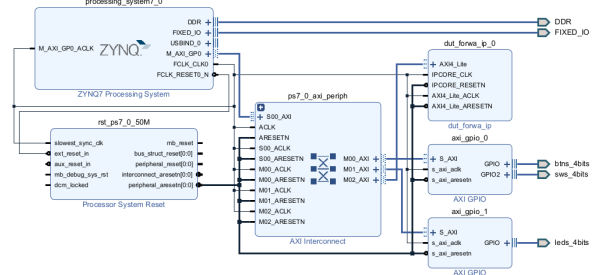 processing_system7_0
DDR
FIXED_IO
USBIND_0
M_AXI_GP0
FCLK_CLK0
FCLK_RESET0_N
M_AXI_GP0_ACLK
ZYNQ
ZYNQ7 Processing System
DDR
FIXED_IO
rst_ps7_0_50M
slowest_sync_clk
ext_reset_in
aux_reset_in
mb_debug_sys_rst
dcm_locked
mb_reset
bus_struct_reset[0:0]
peripheral_reset[0:0]
interconnect_aresetn[0:0]
peripheral_aresetn[0:0]
Processor System Reset
ps7_0_axi_periph
S00_AXI
ACLK
ARESETN
S00_ACLK
S00_ARESETN
M00_ACLK
M00_ARESETN
M01_ACLK
M01_ARESETN
M02_ACLK
M02_ARESETN
M00_AXI
M01_AXI
M02_AXI
AXI Interconnect
dut_forwa_ip_0
AXI4_Lite
IPCORE_CLK
IPCORE_RESETN
AXI4_Lite_ACLK
AXI4_Lite_ARESETN
dut_forwa_ip
axi_gpio_0
S_AXI
s_axi_aclk
s_axi_aresetn
GPIO
GPIO2
AXI GPIO
btns_4bits
sws_4bits
axi_gpio_1
S_AXI
s_axi_aclk
s_axi_aresetn
GPIO
AXI GPIO
leds_4bits